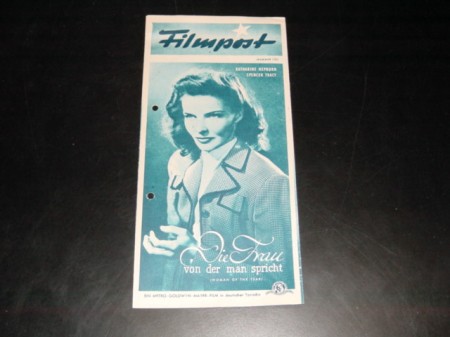 Filmpost
KATHARINE HEPBURN
SPENCER TRACY
Die Frau
von der man spricht
(WOMAN OF THE YEAR)